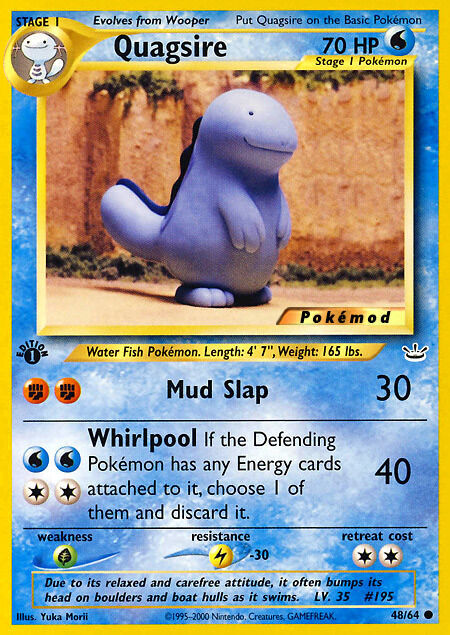 STAGE 1 Evolves from Wooper Put Quagsire on the Basic Pokémon
Quagsire 70 HP
Stage 1 Pokémon
Pokémod
EDITION 1
Water Fish Pokémon. Length: 4' 7", Weight: 165 lbs.
Mud Slap 30
Whirlpool If the Defending
Pokémon has any Energy cards
attached to it, choose 1 of
them and discard it.
40
weakness resistance retreat cost
-30
Due to its relaxed and carefree attitude, it often bumps its
head on boulders and boat hulls as it swims. LV. 35 #195
Illus. Yuka Morii ©1995-2000 Nintendo, Creatures, GAMEFREAK. 48/64